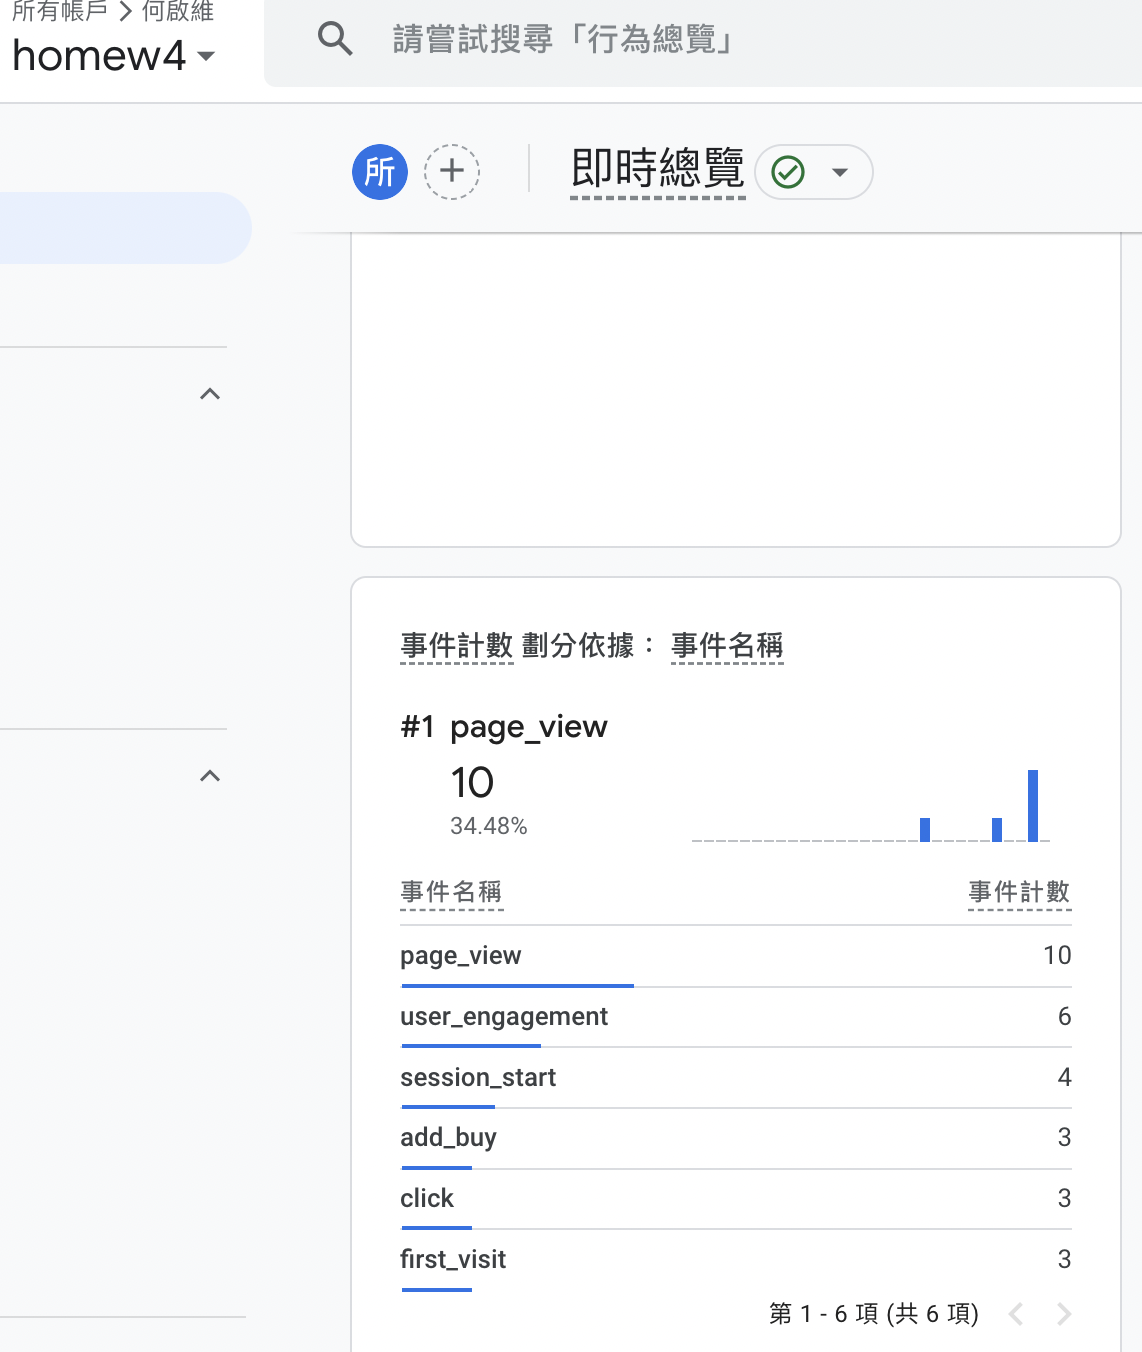 所有帳戶 > 何啟維
homew4
請嘗試搜尋「行為總覽」
所
即時總覽
事件計數 劃分依據： 事件名稱
#1 page_view
10
34.48%
事件名稱 事件計數
page_view 10
user_engagement 6
session_start 4
add_buy 3
click 3
first_visit 3
第 1 - 6 項 (共 6 項)